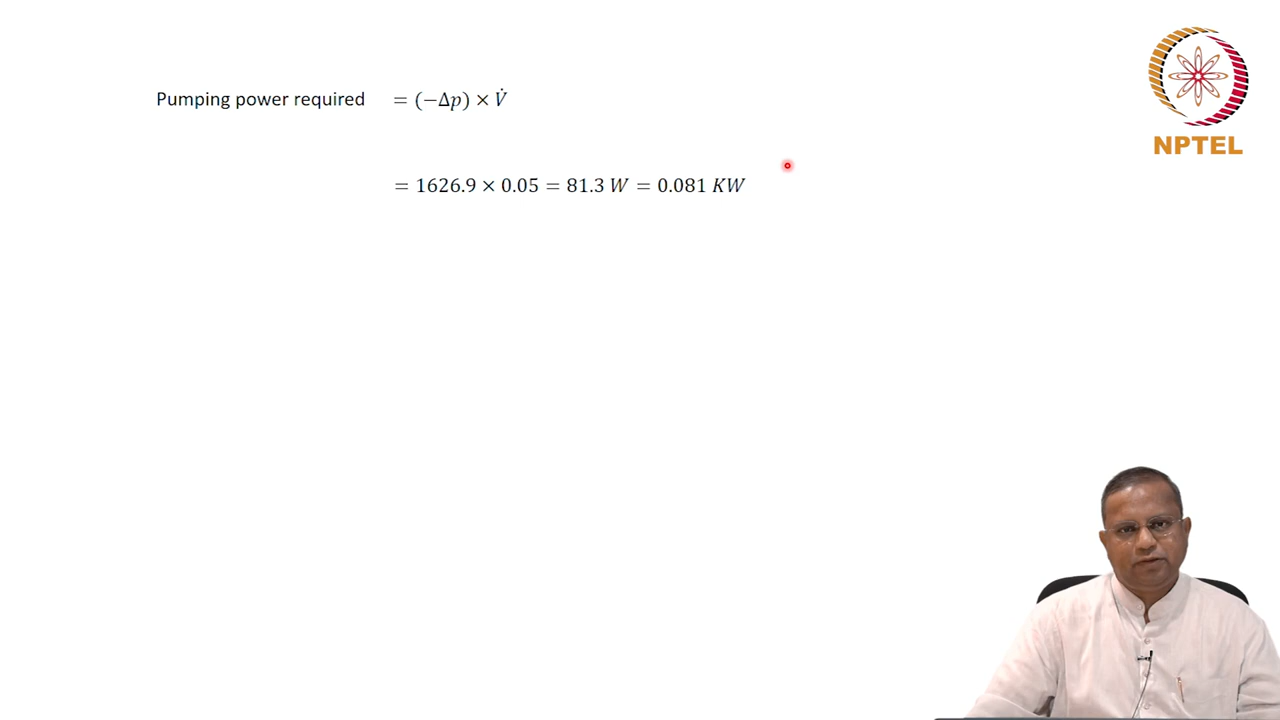 Pumping power required = (−Δp) × V̇
= 1626.9 × 0.05 = 81.3 W = 0.081 KW
NPTEL